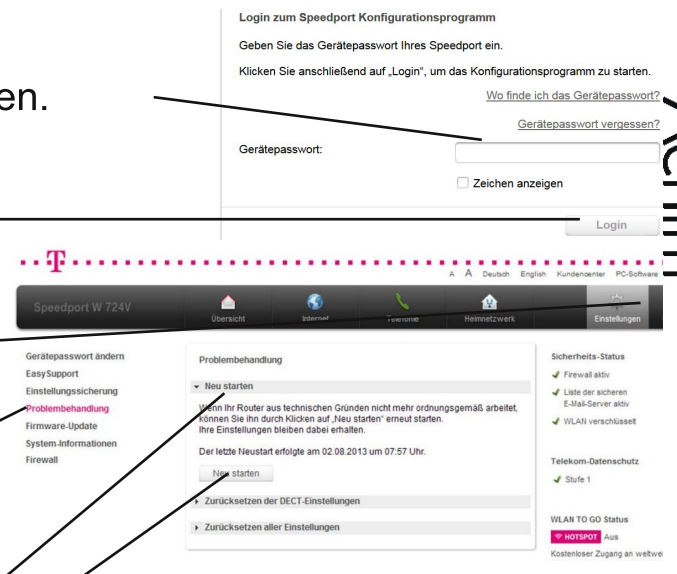 Login zum Speedport Konfigurationsprogramm
Geben Sie das Gerätepasswort Ihres Speedport ein.
Klicken Sie anschließend auf „Login“, um das Konfigurationsprogramm zu starten.
en.
Wo finde ich das Gerätepasswort?
Gerätepasswort vergessen?
Gerätepasswort:
Zeichen anzeigen
Login
T
A A Deutsch English Kundencenter PC-Software
Speedport W 724V
Übersicht Internet Telefonie Heimnetzwerk Einstellungen
Gerätepasswort ändern
EasySupport
Einstellungssicherung
Problembehandlung
Firmware-Update
System-Informationen
Firewall
Problembehandlung
Neu starten
Wenn Ihr Router aus technischen Gründen nicht mehr ordnungsgemäß arbeitet,
können Sie ihn durch Klicken auf „Neu starten“ erneut starten.
Ihre Einstellungen bleiben dabei erhalten.
Der letzte Neustart erfolgte am 02.08.2013 um 07:57 Uhr.
Neu starten
Zurücksetzen der DECT-Einstellungen
Zurücksetzen aller Einstellungen
Sicherheits-Status
Firewall aktiv
Liste der sicheren
E-Mail-Server aktiv
WLAN verschlüsselt
Telekom-Datenschutz
Stufe 1
WLAN TO GO Status
HOTSPOT Aus
Kostenloser Zugang an weltwei